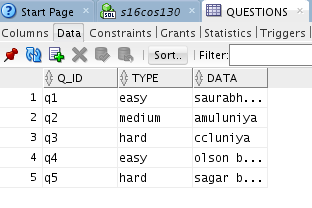 Start Page s16cos130 QUESTIONS
Columns Data Constraints Grants Statistics Triggers
Sort.. Filter:
Q_ID TYPE DATA
1 q1 easy saurabh...
2 q2 medium amuluniya
3 q3 hard ccluniya
4 q4 easy olson b...
5 q5 hard sagar b...